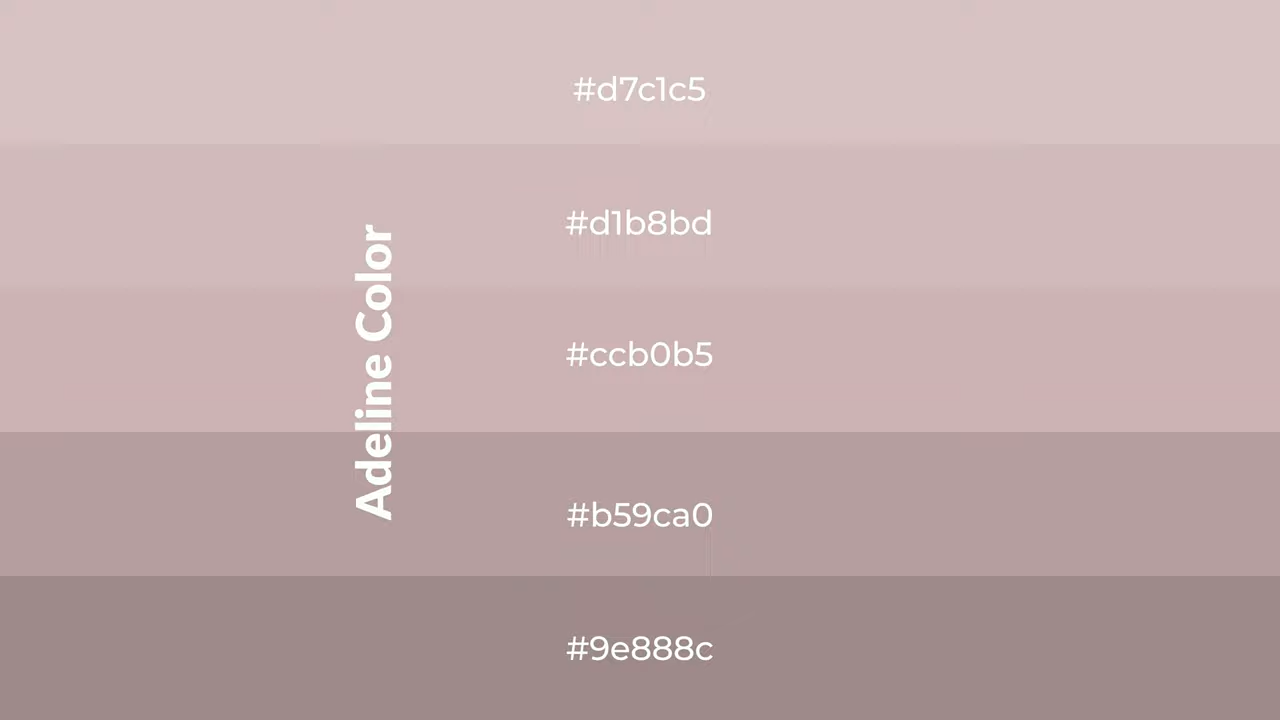 #d7c1c5
#d1b8bd
Adeline Color
#ccb0b5
#b59ca0
#9e888c